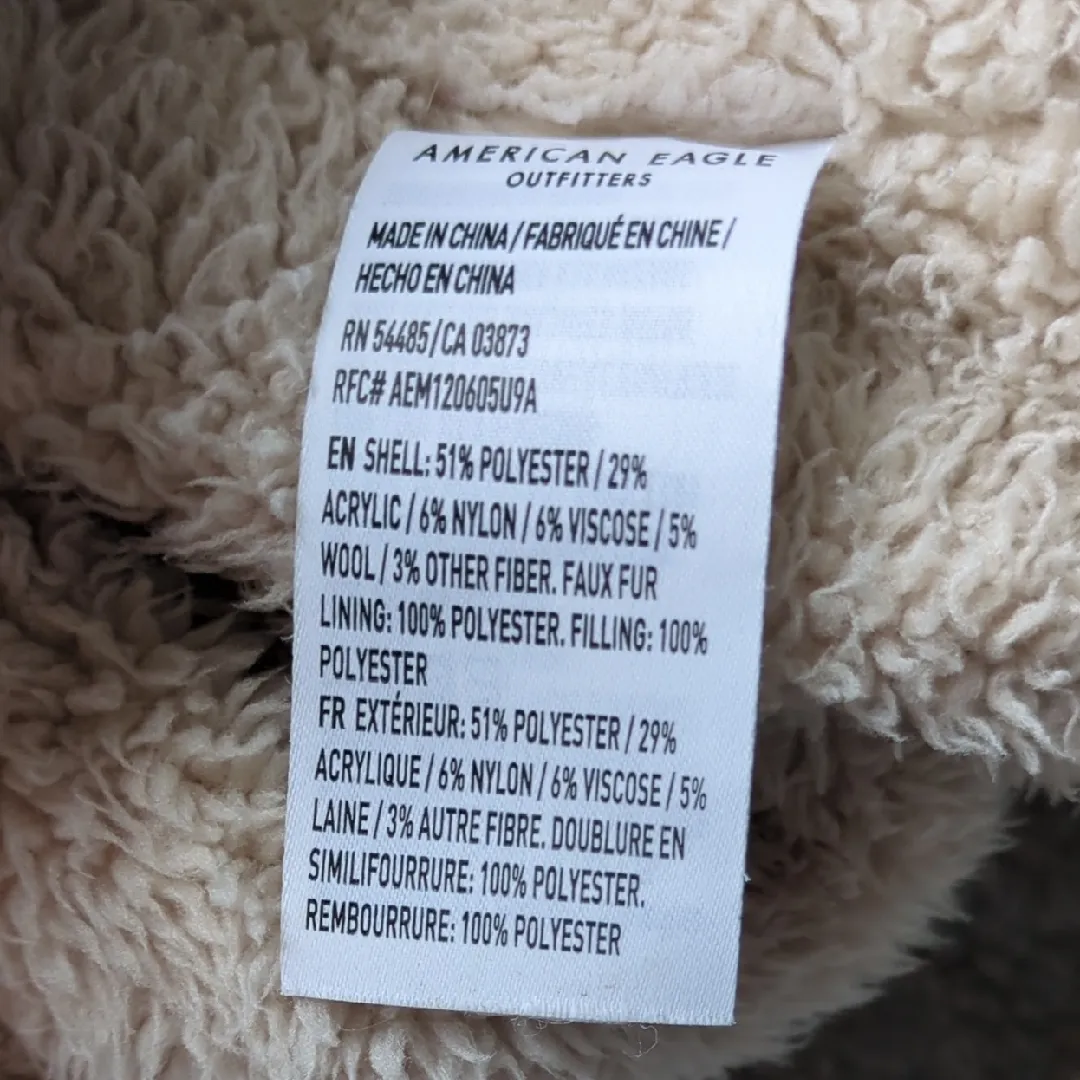 AMERICAN EAGLE
OUTFITTERS
MADE IN CHINA / FABRIQUÉ EN CHINE /
HECHO EN CHINA
RN 54485 / CA 03873
RFC# AEM120605U9A
EN SHELL: 51% POLYESTER / 29%
ACRYLIC / 6% NYLON / 6% VISCOSE / 5%
WOOL / 3% OTHER FIBER. FAUX FUR
LINING: 100% POLYESTER. FILLING: 100%
POLYESTER
FR EXTÉRIEUR: 51% POLYESTER / 29%
ACRYLIQUE / 6% NYLON / 6% VISCOSE / 5%
LAINE / 3% AUTRE FIBRE. DOUBLURE EN
SIMILIFOURRURE: 100% POLYESTER.
REMBOURRURE: 100% POLYESTER